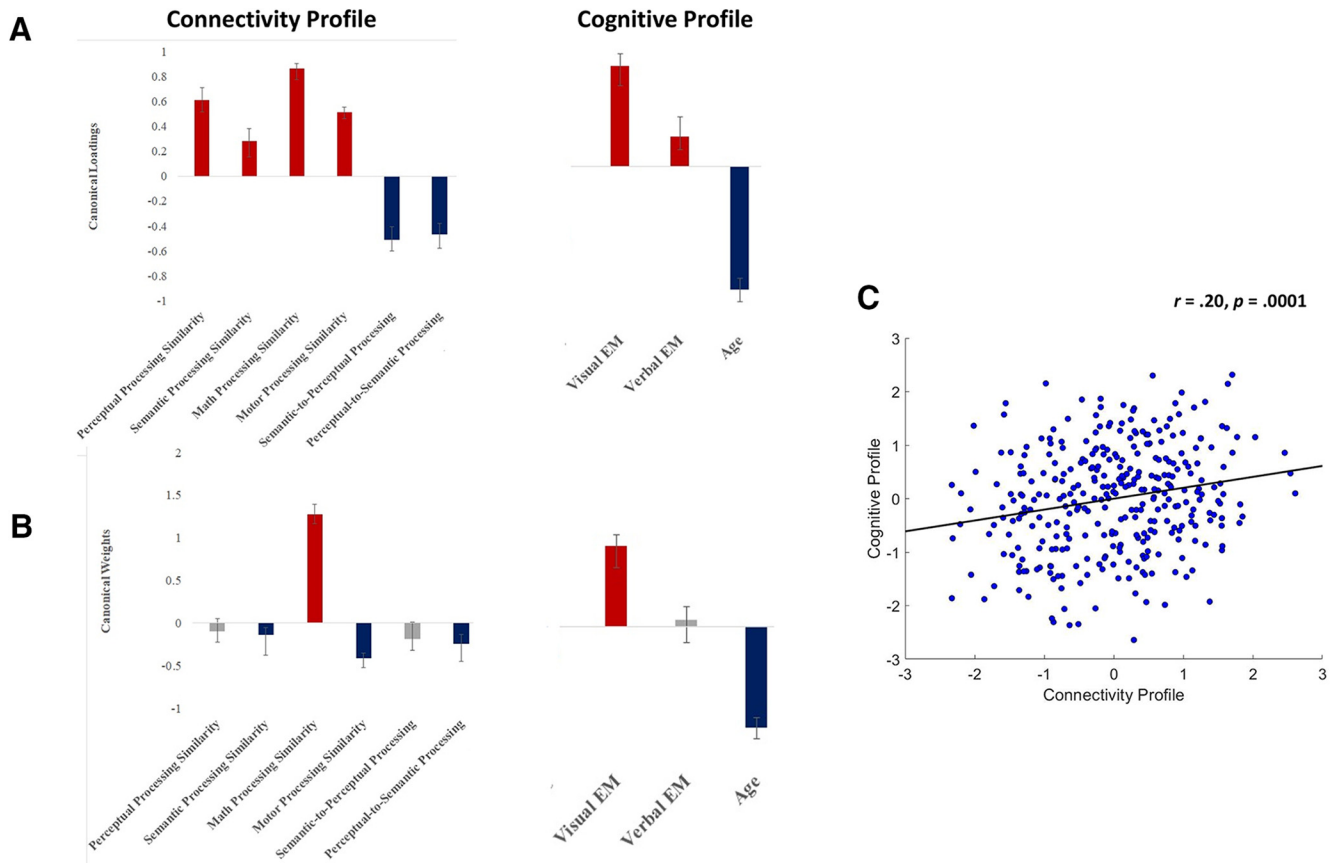 A
Connectivity Profile
Cognitive Profile
Canonical Loadings
1
0.8
0.6
0.4
0.2
0
-0.2
-0.4
-0.6
-0.8
-1
Perceptual Processing Similarity
Semantic Processing Similarity
Math Processing Similarity
Motor Processing Similarity
Semantic-to-Perceptual Processing
Perceptual-to-Semantic Processing
Visual EM
Verbal EM
Age
B
Canonical Weights
2
1.5
1
0.5
0
-0.5
-1
Perceptual Processing Similarity
Semantic Processing Similarity
Math Processing Similarity
Motor Processing Similarity
Semantic-to-Perceptual Processing
Perceptual-to-Semantic Processing
Visual EM
Verbal EM
Age
C
r = .20, p = .0001
Cognitive Profile
3
2
1
0
-1
-2
-3
-3 -2 -1 0 1 2 3
Connectivity Profile